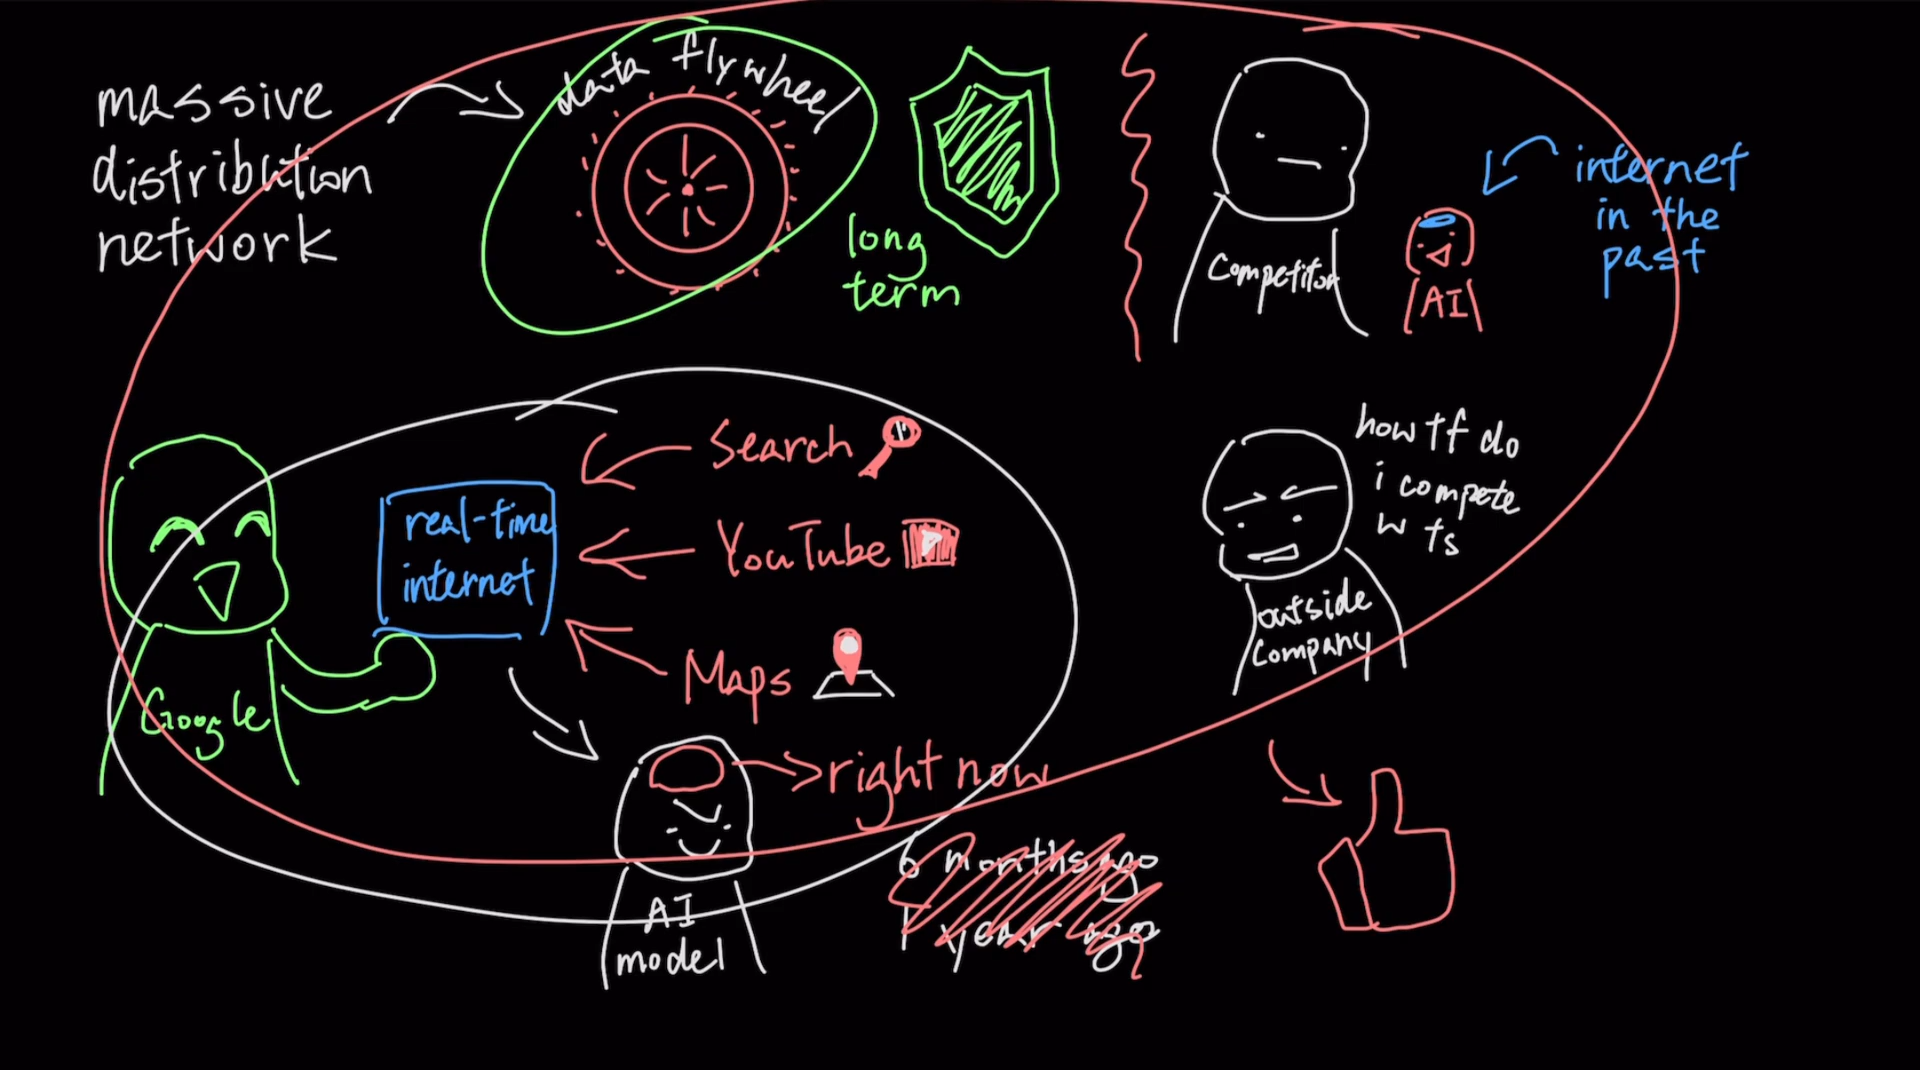 massive
distribution
network
data flywheel
long
term
Competitor
AI
internet
in the
past
Search
YouTube
Maps
real-time
internet
Google
right now
6 months ago
1 year ago
AI
model
how tf do
i compete
w ts
outside
company